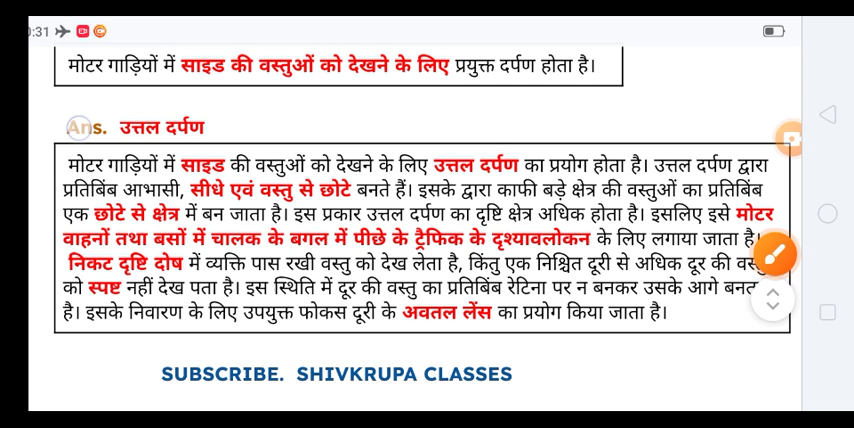 :31
मोटर गाड़ियों में साइड की वस्तुओं को देखने के लिए प्रयुक्त दर्पण होता है।
Ans. उत्तल दर्पण
मोटर गाड़ियों में साइड की वस्तुओं को देखने के लिए उत्तल दर्पण का प्रयोग होता है। उत्तल दर्पण द्वारा
प्रतिबिंब आभासी, सीधे एवं वस्तु से छोटे बनते हैं। इसके द्वारा काफी बड़े क्षेत्र की वस्तुओं का प्रतिबिंब
एक छोटे से क्षेत्र में बन जाता है। इस प्रकार उत्तल दर्पण का दृष्टि क्षेत्र अधिक होता है। इसलिए इसे मोटर
वाहनों तथा बसों में चालक के बगल में पीछे के ट्रैफिक के दृश्यावलोकन के लिए लगाया जाता है।
निकट दृष्टि दोष में व्यक्ति पास रखी वस्तु को देख लेता है, किंतु एक निश्चित दूरी से अधिक दूर की
को स्पष्ट नहीं देख पता है। इस स्थिति में दूर की वस्तु का प्रतिबिंब रेटिना पर न बनकर उसके आगे
है। इसके निवारण के लिए उपयुक्त फोकस दूरी के अवतल लेंस का प्रयोग किया जाता है।
SUBSCRIBE. SHIVKRUPA CLASSES